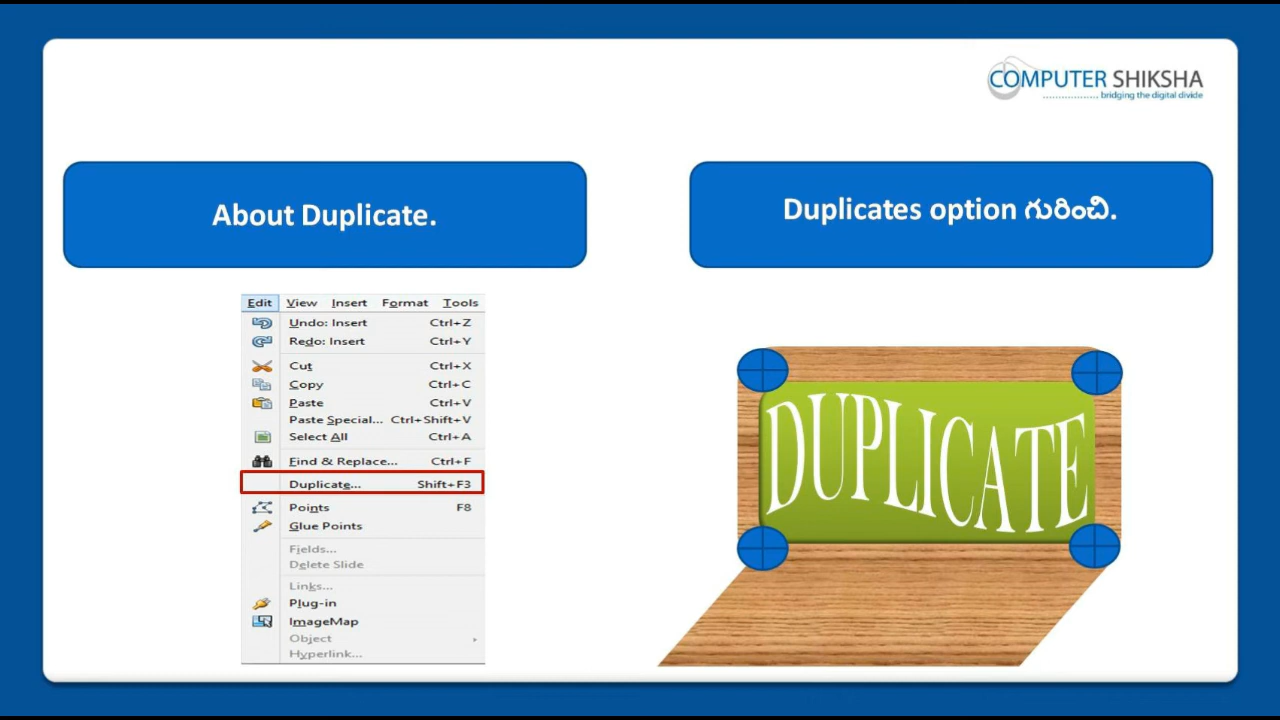 COMPUTER SHIKSHA
bridging the digital divide
About Duplicate.
Duplicates option గురించి.
Edit View Insert Format Tools
Undo: Insert Ctrl+Z
Redo: Insert Ctrl+Y
Cut Ctrl+X
Copy Ctrl+C
Paste Ctrl+V
Paste Special... Ctrl+Shift+V
Select All Ctrl+A
Find & Replace... Ctrl+F
Duplicate... Shift+F3
Points F8
Glue Points
Fields...
Delete Slide
Links...
Plug-in
ImageMap
Object
Hyperlink...
DUPLICATE